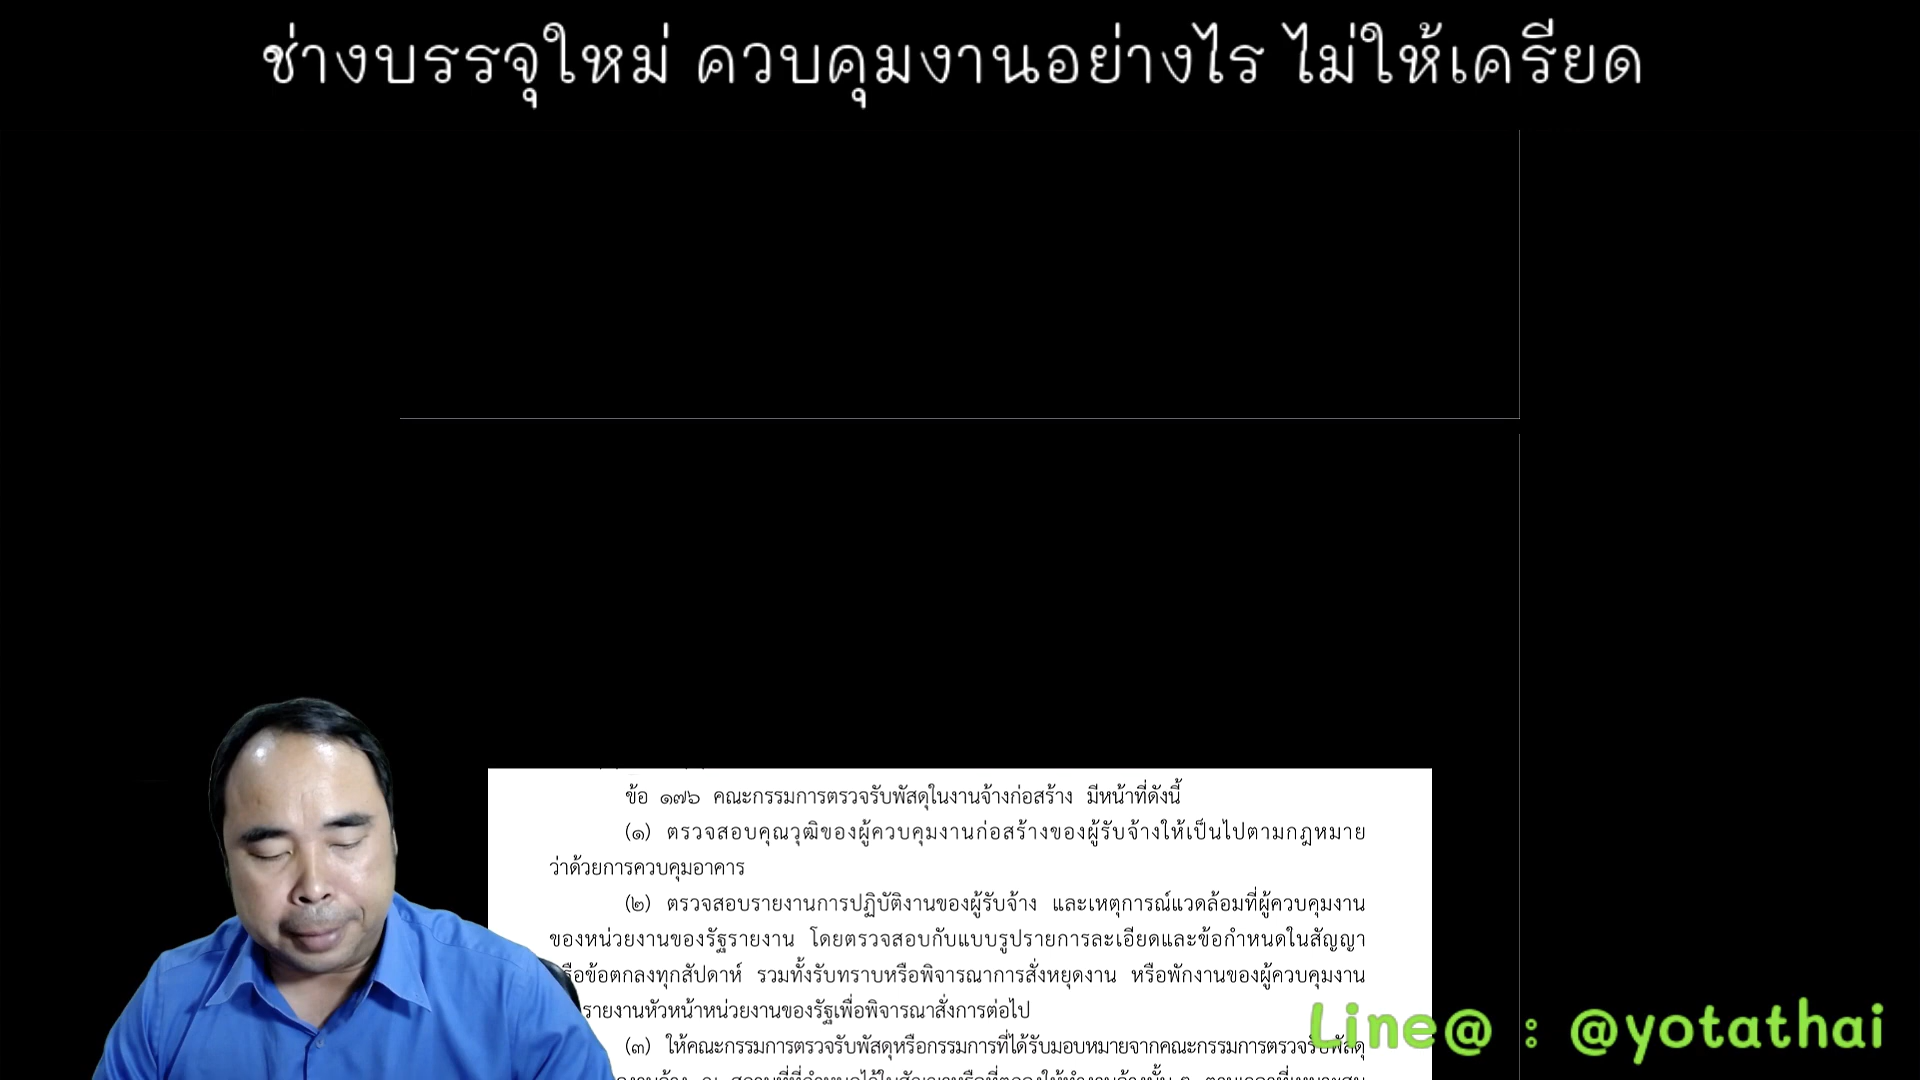 ช่างบรรจุใหม่ ควบคุมงานอย่างไร ไม่ให้เครียด
ข้อ ๑๗๖ คณะกรรมการตรวจรับพัสดุในงานจ้างก่อสร้าง มีหน้าที่ดังนี้
(๑) ตรวจสอบคุณวุฒิของผู้ควบคุมงานก่อสร้างของผู้รับจ้างให้เป็นไปตามกฎหมาย
ว่าด้วยการควบคุมอาคาร
(๒) ตรวจสอบรายงานการปฏิบัติงานของผู้รับจ้าง และเหตุการณ์แวดล้อมที่ผู้ควบคุมงาน
ของหน่วยงานของรัฐรายงาน โดยตรวจสอบกับแบบรูปรายการละเอียดและข้อกำหนดในสัญญา
รือข้อตกลงทุกสัปดาห์ รวมทั้งรับทราบหรือพิจารณาการสั่งหยุดงาน หรือพักงานของผู้ควบคุมงาน
รายงานหัวหน้าหน่วยงานของรัฐเพื่อพิจารณาสั่งการต่อไป
(๓) ให้คณะกรรมการตรวจรับพัสดุหรือกรรมการที่ได้รับมอบหมายจากคณะกรรมการตรวจรับพัสดุ
Line@ : @yotathai